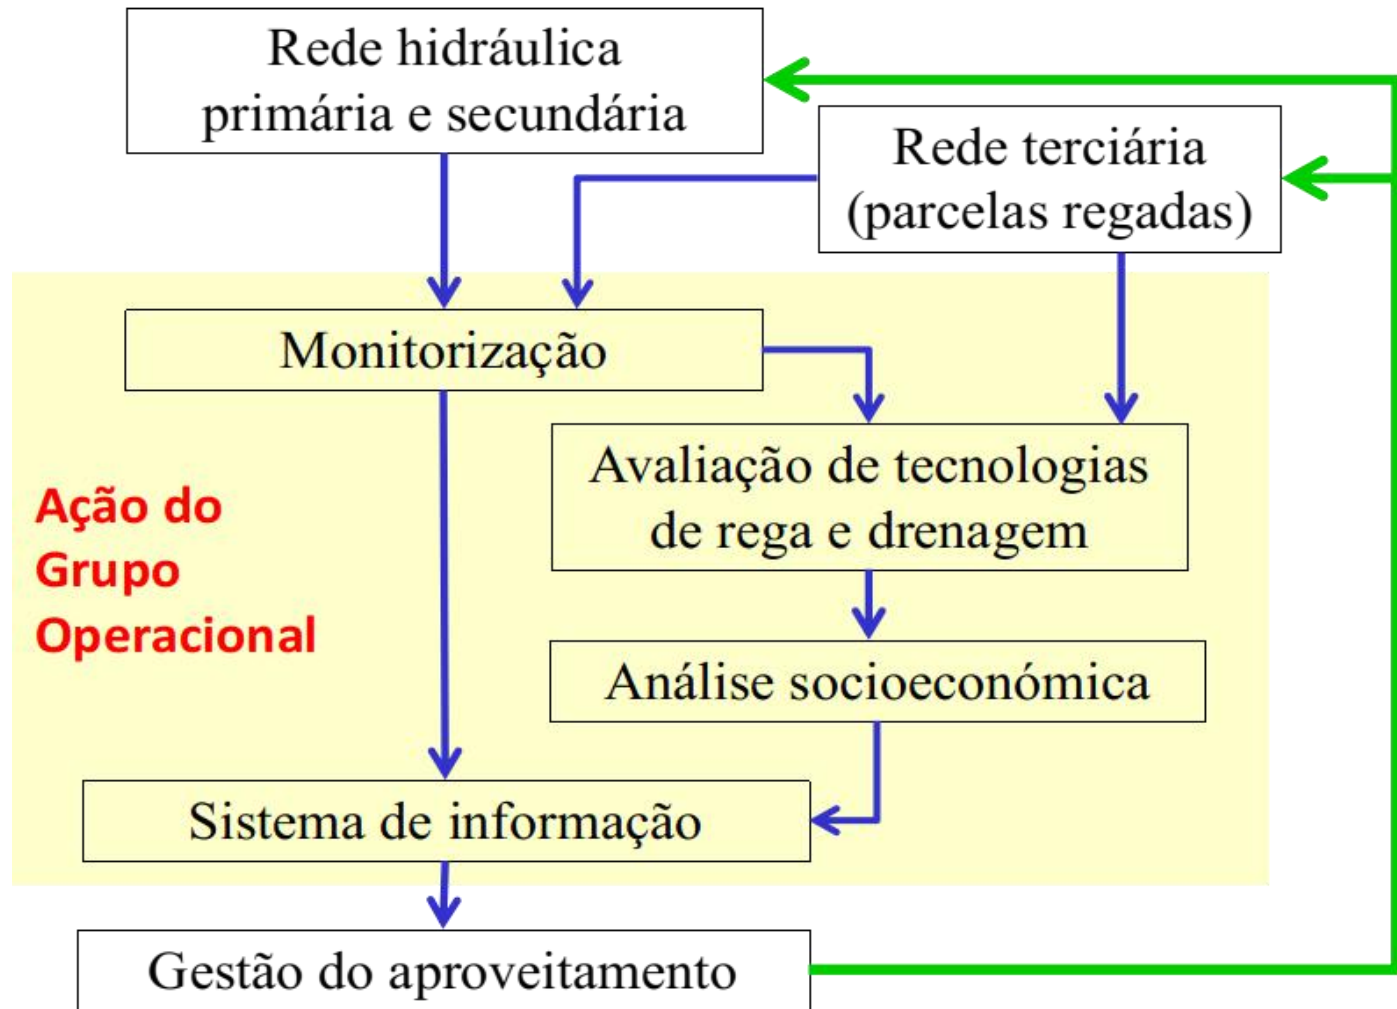 Rede hidráulica
primária e secundária
Rede terciária
(parcelas regadas)
Monitorização
Avaliação de tecnologias
de rega e drenagem
Ação do
Grupo
Operacional
Análise socioeconómica
Sistema de informação
Gestão do aproveitamento